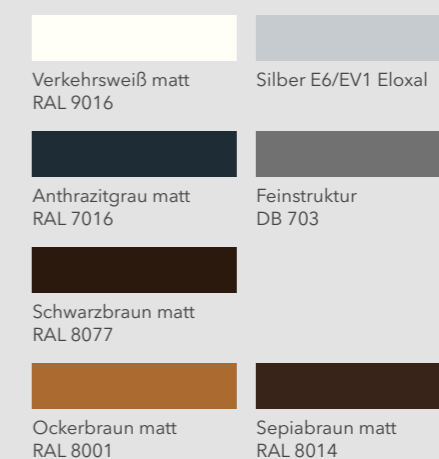 Verkehrsweiß matt
RAL 9016
Silber E6/EV1 Eloxal
Anthrazitgrau matt
RAL 7016
Feinstruktur
DB 703
Schwarzbraun matt
RAL 8077
Ockerbraun matt
RAL 8001
Sepiabraun matt
RAL 8014